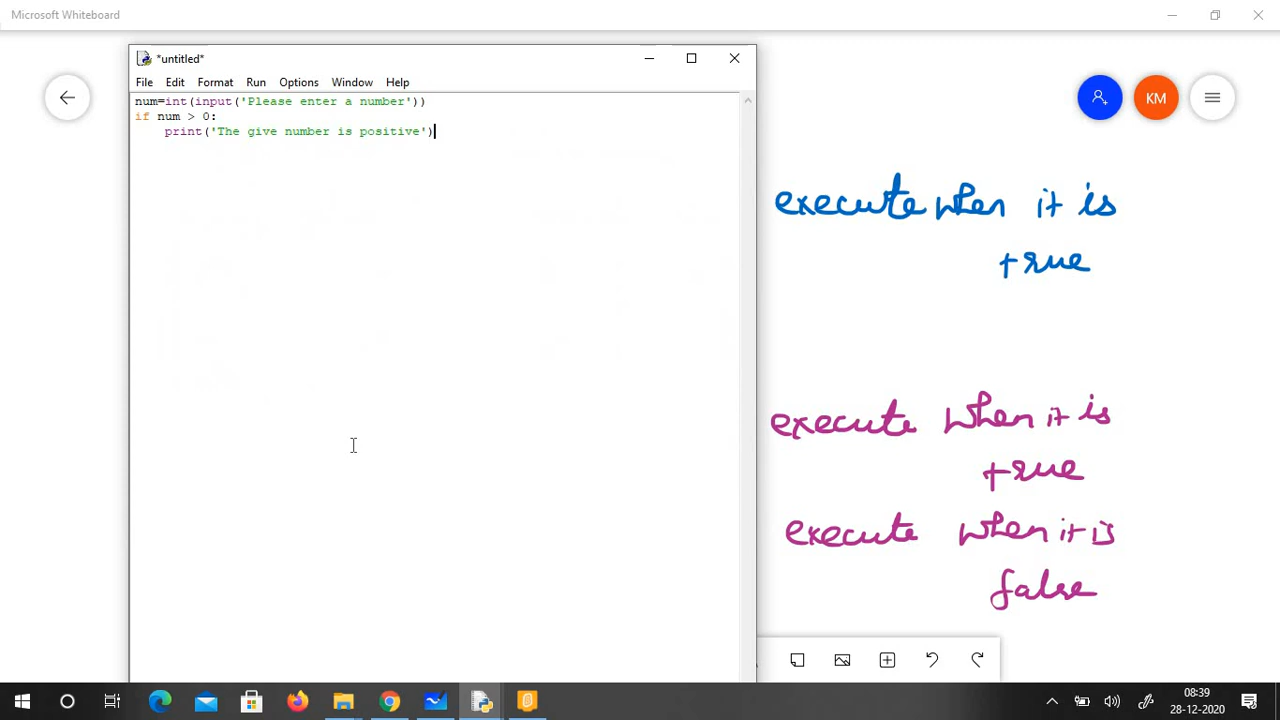 Microsoft Whiteboard
*untitled*
File Edit Format Run Options Window Help
num=int(input('Please enter a number'))
if num > 0:
    print('The give number is positive')
KM
execute when it is
true
execute when it is
true
execute when it is
false
08:39
28-12-2020